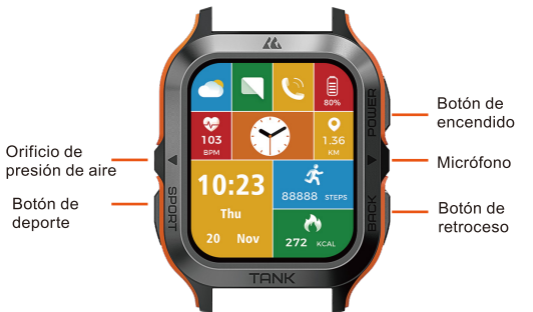 80%
POWER
Botón de
encendido
103
BPM
1.36
KM
Orificio de
presión de aire
Micrófono
10:23
Thu
20 Nov
88888 STEPS
SPORT
BACK
Botón de
deporte
Botón de
retroceso
272 KCAL
TANK